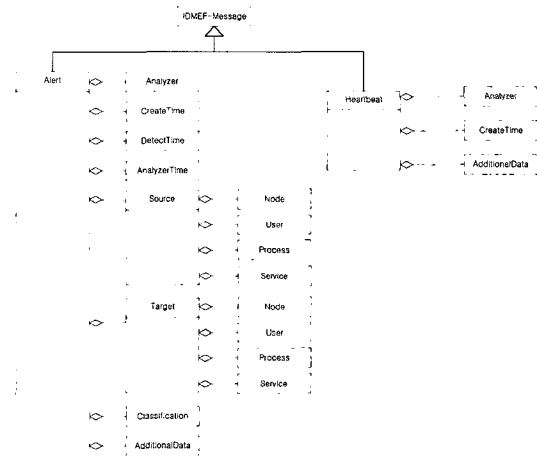 IDMEF-Message
Alert
Analyzer
CreateTime
DetectTime
AnalyzerTime
Source
Node
User
Process
Service
Target
Node
User
Process
Service
Classification
AdditionalData
Heartbeat
Analyzer
CreateTime
AdditionalData